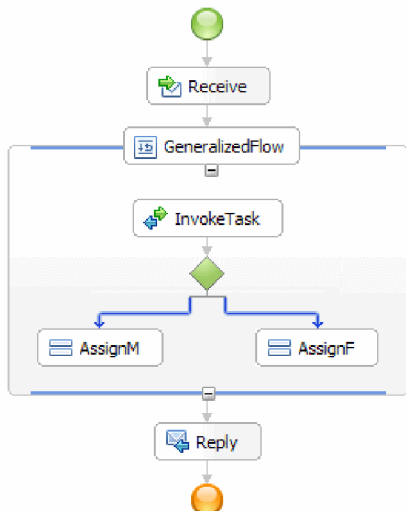 Receive
GeneralizedFlow
InvokeTask
AssignM
AssignF
Reply